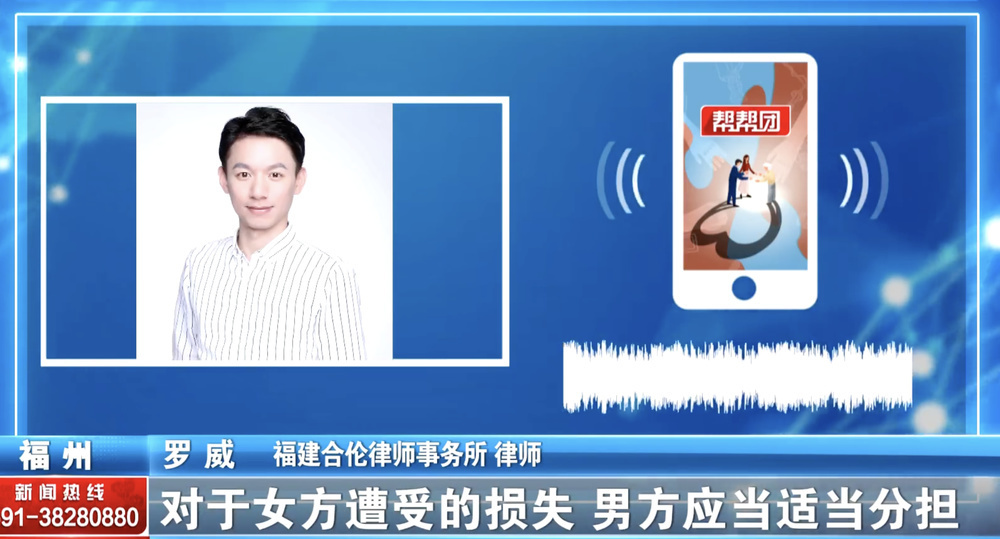 帮帮团
福州
罗威 福建合伦律师事务所 律师
新闻热线
91-38280880
对于女方遭受的损失 男方应当适当分担